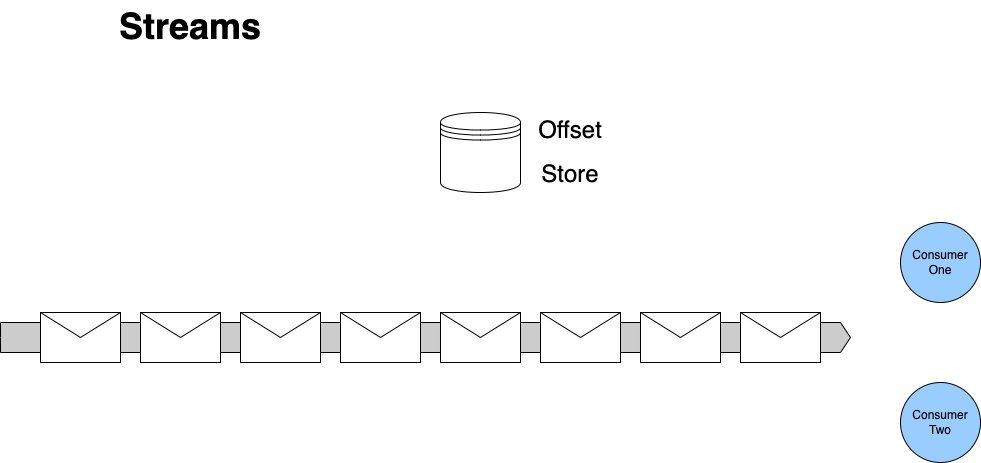 Streams
Offset
Store
Consumer
One
Consumer
Two